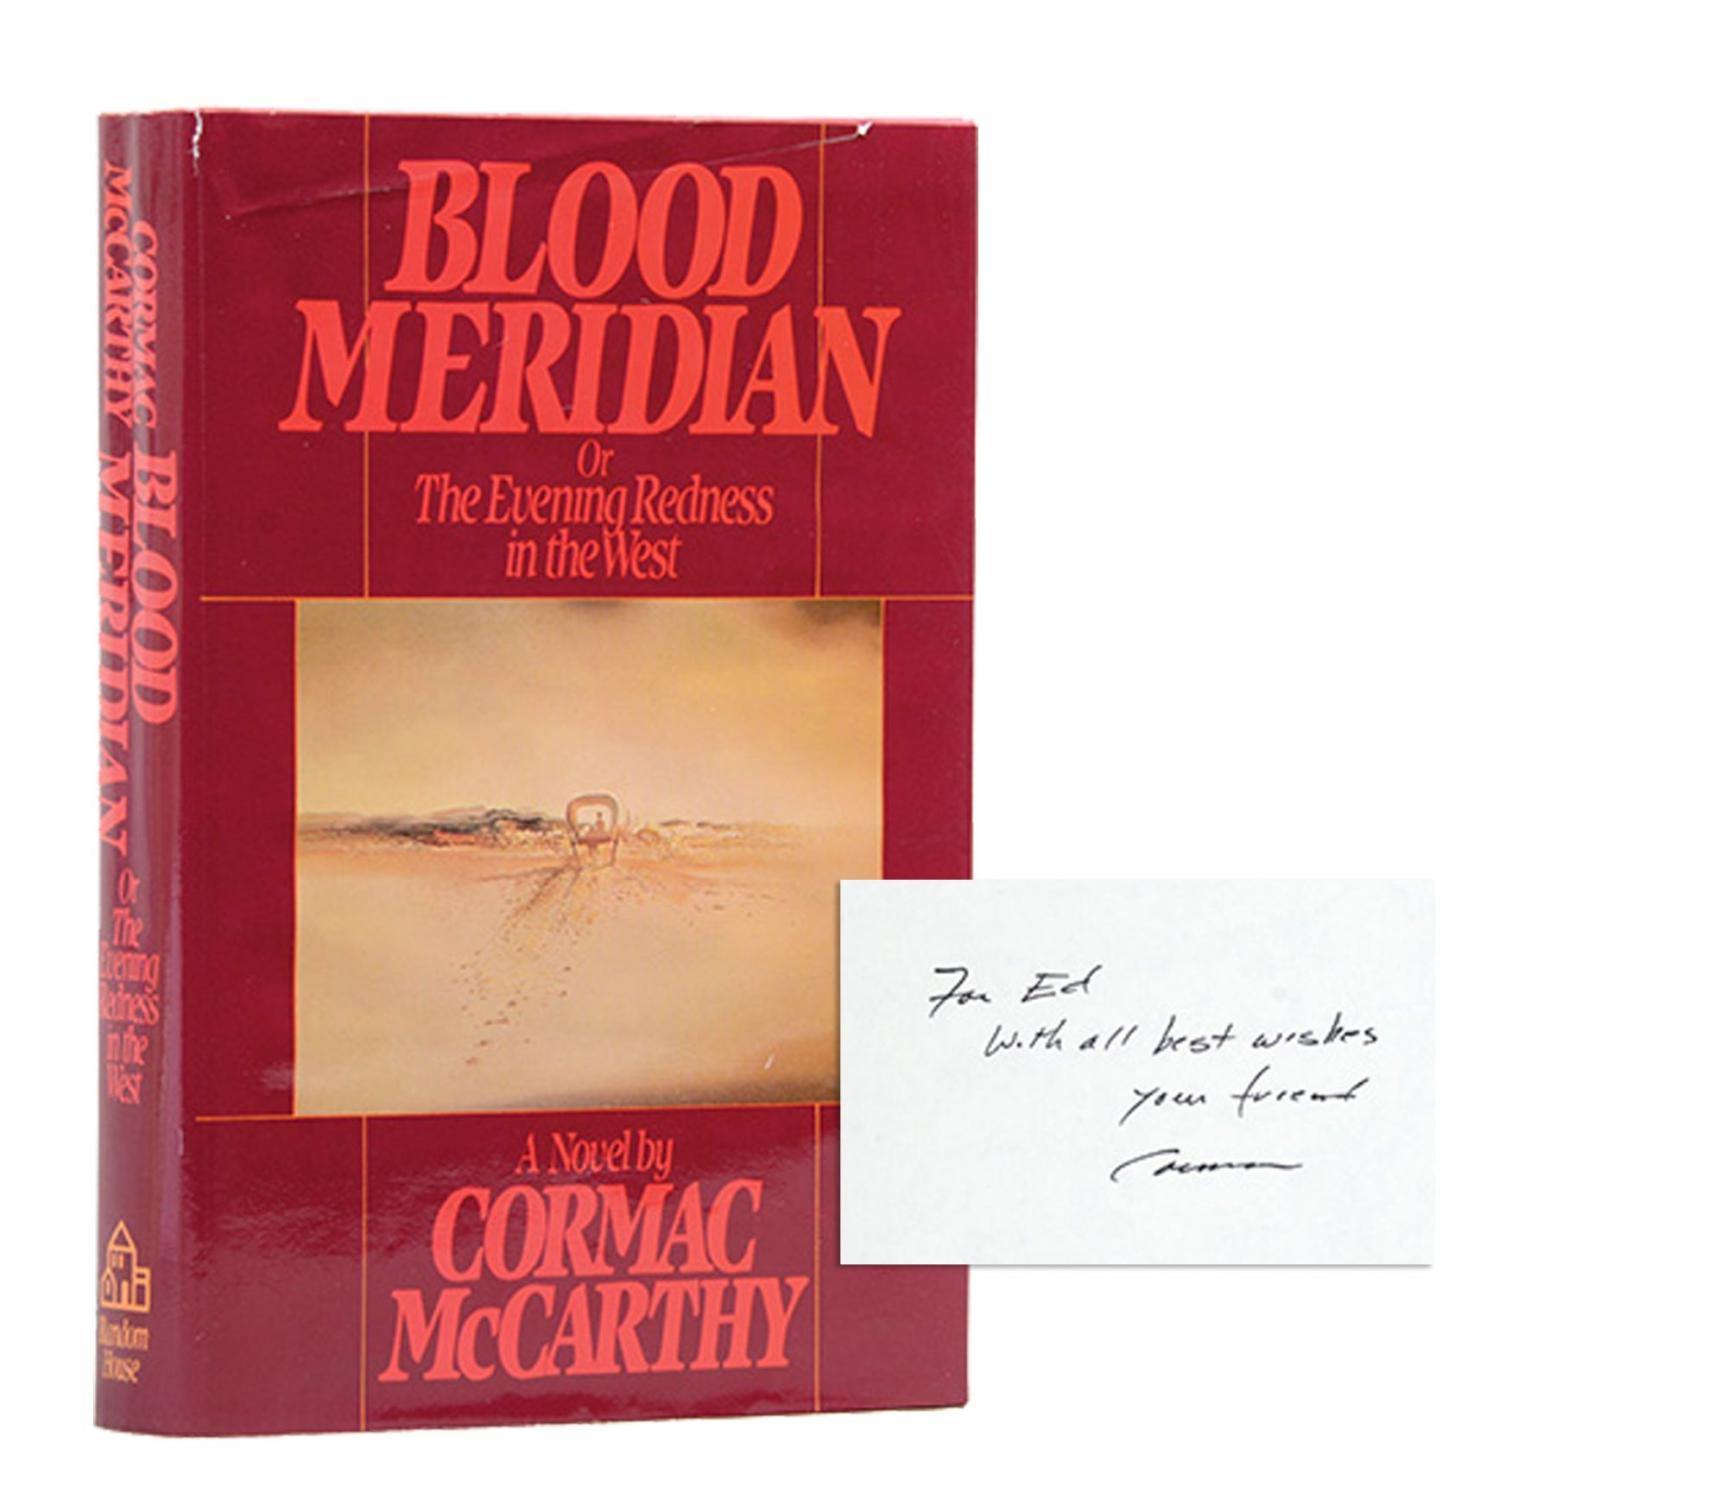 BLOOD
MERIDIAN
Or
The Evening Redness
in the West
A Novel by
CORMAC
McCARTHY
CORMAC
McCARTHY
BLOOD
MERIDIAN
Or
The
Evening
Redness
in the
West
Random
House
For Ed
With all best wishes
your friend
Cormac